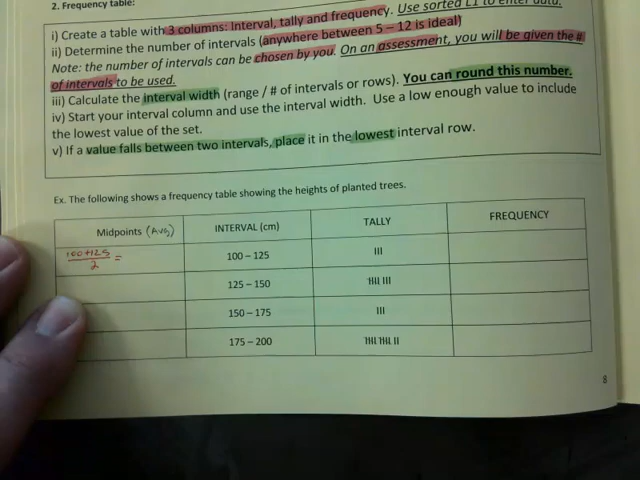 2. Frequency table:
i) Create a table with 3 columns: Interval, tally and frequency. Use sorted L1 to enter data.
ii) Determine the number of intervals (anywhere between 5 – 12 is ideal)
Note: the number of intervals can be chosen by you. On an assessment, you will be given the #
of intervals to be used.
iii) Calculate the interval width (range / # of intervals or rows). You can round this number.
iv) Start your interval column and use the interval width. Use a low enough value to include
the lowest value of the set.
v) If a value falls between two intervals, place it in the lowest interval row.
Ex. The following shows a frequency table showing the heights of planted trees.
Midpoints (Avg) INTERVAL (cm) TALLY FREQUENCY
100+125
2
= 100 – 125 III
125 – 150 IIII III
150 – 175 III
175 – 200 IIII IIII II
8